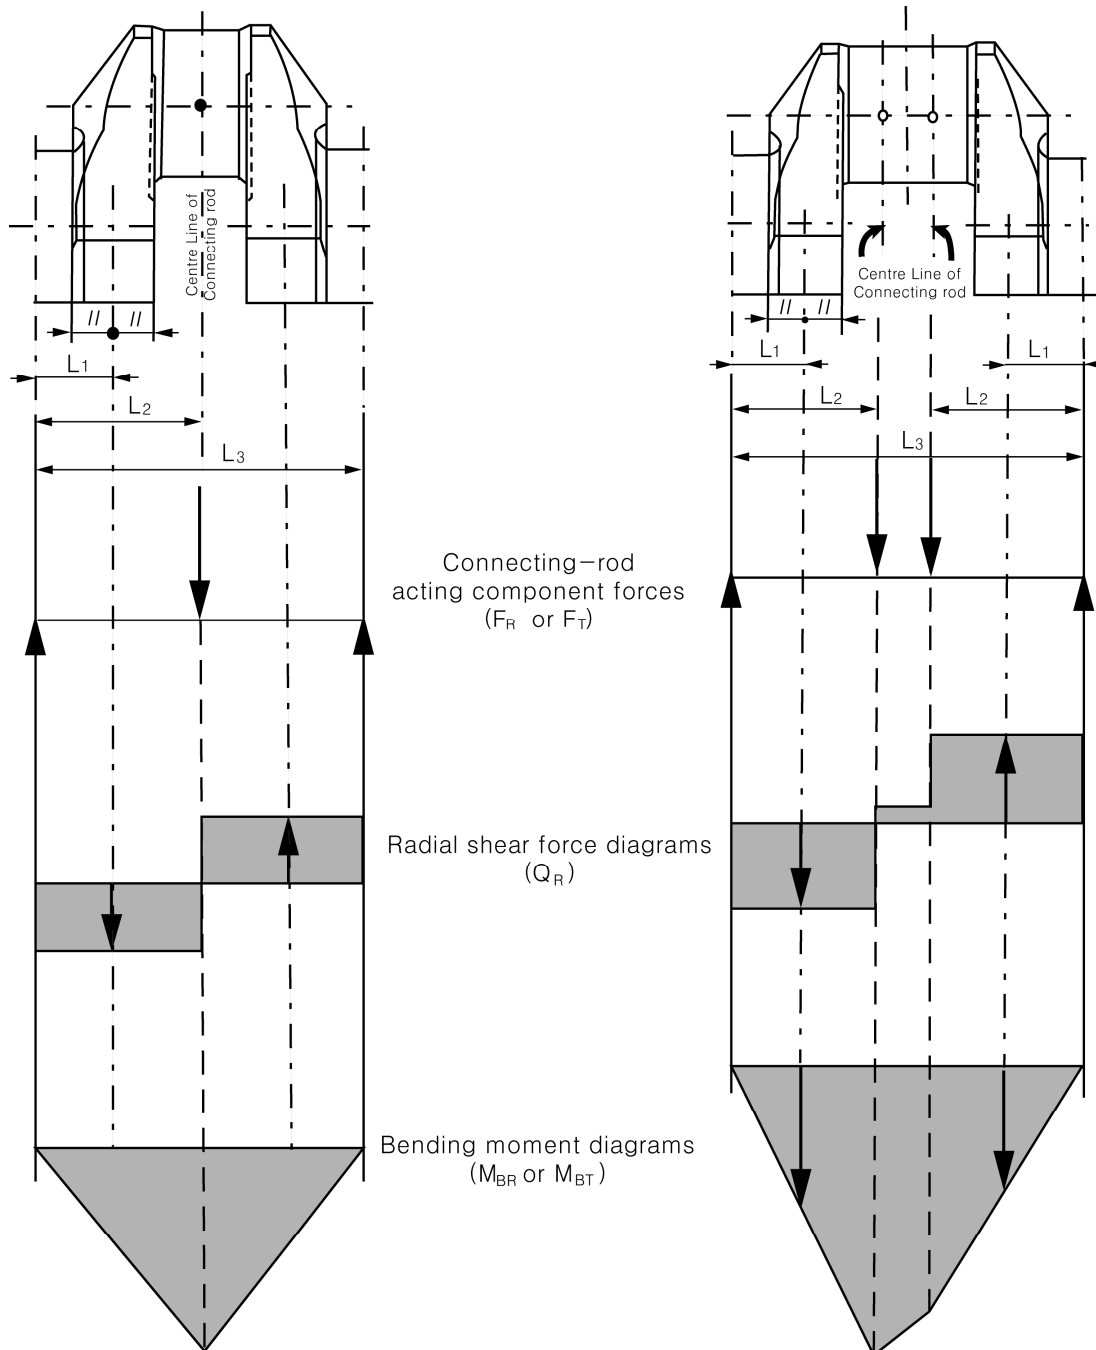 Centre Line of
Connecting rod
// //
L1
L2
L3
Centre Line of
Connecting rod
// //
L1
L1
L2
L2
L3
Connecting-rod
acting component forces
(FR or FT)
Radial shear force diagrams
(QR)
Bending moment diagrams
(MBR or MBT)